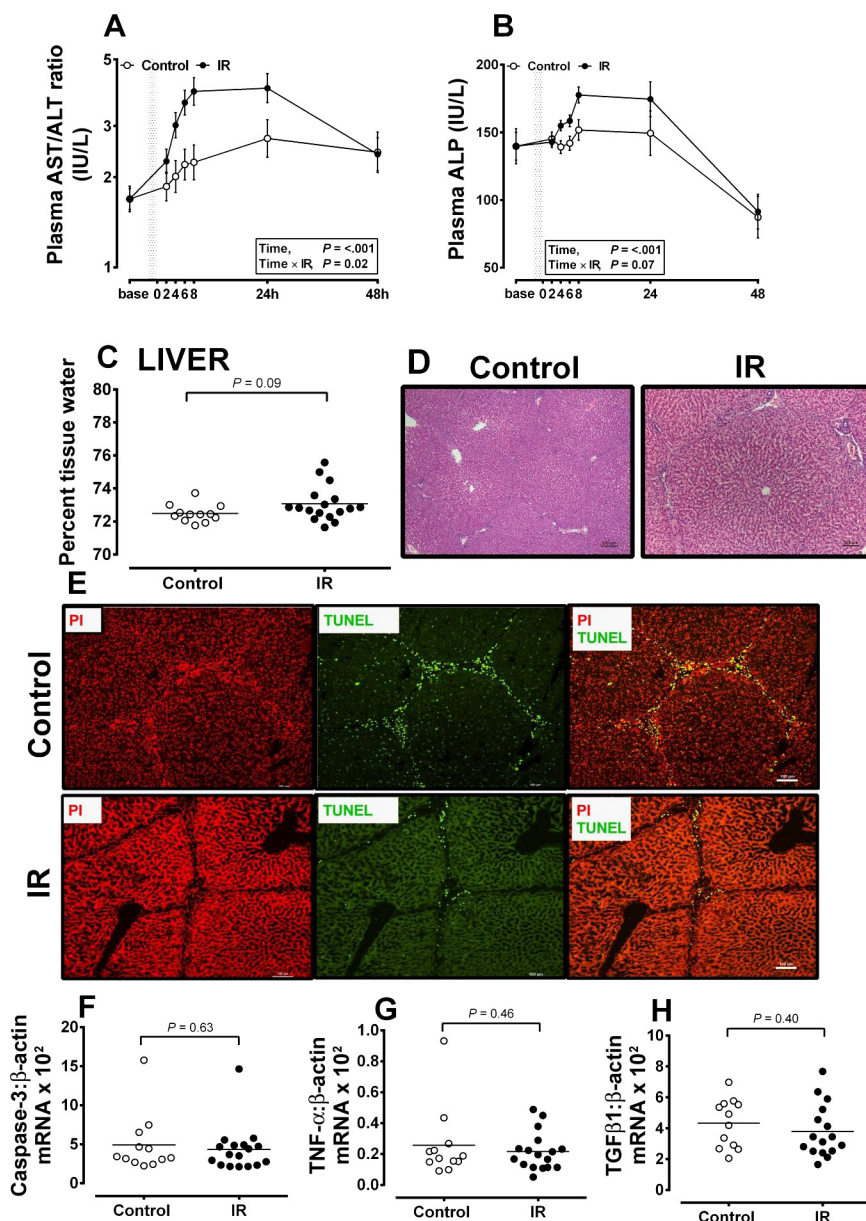 A
Control IR
Plasma AST/ALT ratio
(IU/L)
5
3
2
1
Time, P = <.001
Time × IR, P = 0.02
base 0 2 4 6 8 24h 48h
B
Control IR
Plasma ALP (IU/L)
200
150
100
50
Time, P = <.001
Time × IR, P = 0.07
base 0 2 4 6 8 24 48
C LIVER
P = 0.09
Percent tissue water
80
78
76
74
72
70
Control IR
D
Control IR
E
Control
PI
TUNEL
PI
TUNEL
100 µm
IR
PI
TUNEL
PI
TUNEL
F
P = 0.63
Caspase-3:β-actin
mRNA x 10²
20
15
10
5
0
Control IR
G
P = 0.46
TNF-α:β-actin
mRNA x 10²
1.0
0.8
0.6
0.4
0.2
0.0
Control IR
H
P = 0.40
TGFβ1:β-actin
mRNA x 10²
10
8
6
4
2
0
Control IR